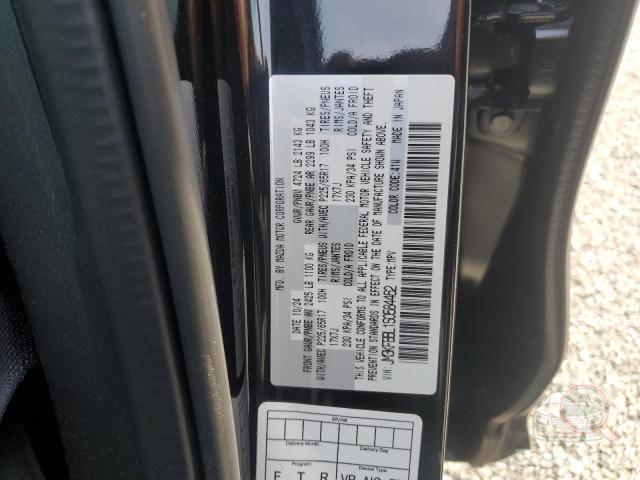 MFD. BY MAZDA MOTOR CORPORATION
DATE 10/24 GVWR/PNBV 4724 LB 2143 KG
FRONT GAWR/PNBE AV 2425 LB 1100 KG REAR GAWR/PNBE AR 2299 LB 1043 KG
WITH/AVEC P225/65R17 100H TIRES/PNEUS WITH/AVEC P225/65R17 100H TIRES/PNEUS
17X7J RIMS/JANTES 17X7J RIMS/JANTES
230 KPA/34 PSI COLD/A FROID 230 KPA/34 PSI COLD/A FROID
THIS VEHICLE CONFORMS TO ALL APPLICABLE FEDERAL MOTOR VEHICLE SAFETY AND THEFT
PREVENTION STANDARDS IN EFFECT ON THE DATE OF MANUFACTURE SHOWN ABOVE.
COLOR CODE: 41W MADE IN JAPAN
VIN: TYPE: MPV
MVA#
Delivery Month Delivery Day
Program Device Type
F T R